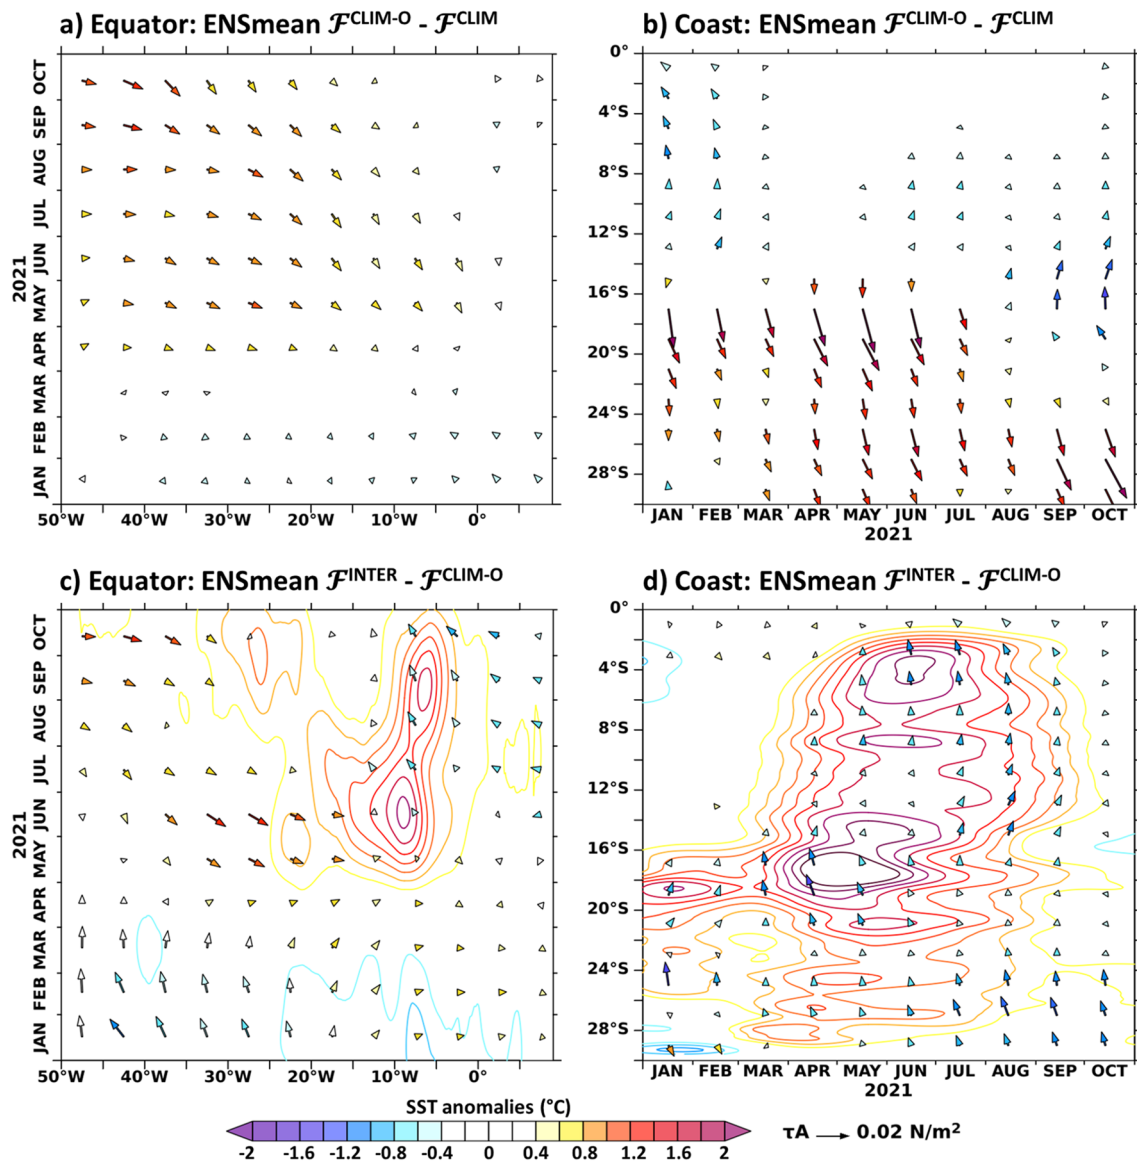 a) Equator: ENSmean ℱCLIM-O - ℱCLIM
b) Coast: ENSmean ℱCLIM-O - ℱCLIM
OCT
SEP
AUG
JUL
JUN
MAY
APR
MAR
FEB
JAN
2021
50°W 40°W 30°W 20°W 10°W 0°
0°
4°S
8°S
12°S
16°S
20°S
24°S
28°S
JAN FEB MAR APR MAY JUN JUL AUG SEP OCT
2021
c) Equator: ENSmean ℱINTER - ℱCLIM-O
d) Coast: ENSmean ℱINTER - ℱCLIM-O
OCT
SEP
AUG
JUL
JUN
MAY
APR
MAR
FEB
JAN
2021
50°W 40°W 30°W 20°W 10°W 0°
0°
4°S
8°S
12°S
16°S
20°S
24°S
28°S
JAN FEB MAR APR MAY JUN JUL AUG SEP OCT
2021
SST anomalies (°C)
-2 -1.6 -1.2 -0.8 -0.4 0 0.4 0.8 1.2 1.6 2
τA 0.02 N/m²